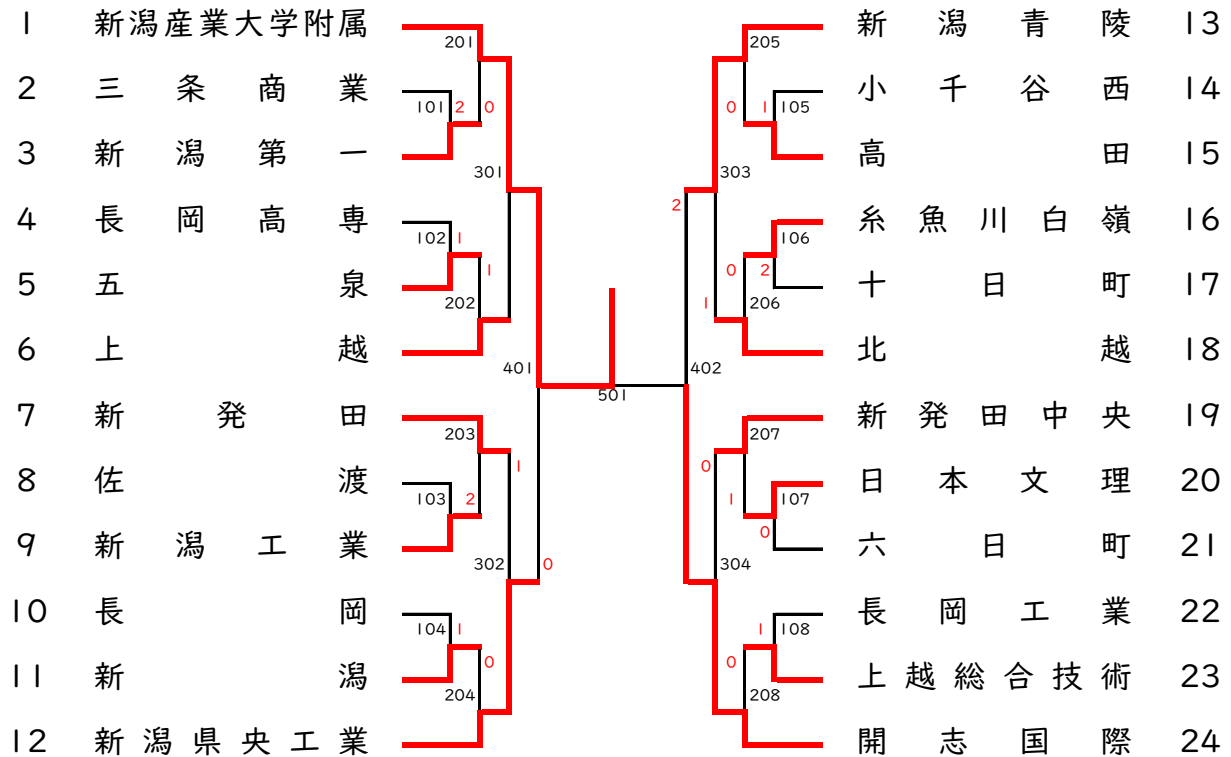 1 新潟産業大学附属 新潟青陵 13
201 205
2 三条商業 小千谷西 14
101 2 0 0 1 105
3 新潟第一 高田 15
301 303
4 長岡高専 2 糸魚川白嶺 16
102 1 106
1 0 2
5 五泉 十日町 17
202 1 206
6 上越 北越 18
401 402
501
7 新発田 新発田中央 19
203 207
1 0
8 佐渡 日本文理 20
103 2 1 107
9 新潟工業 0 六日町 21
302 0 304
10 長岡 長岡工業 22
104 1 1 108
0 0
11 新潟 上越総合技術 23
204 208
12 新潟県央工業 開志国際 24